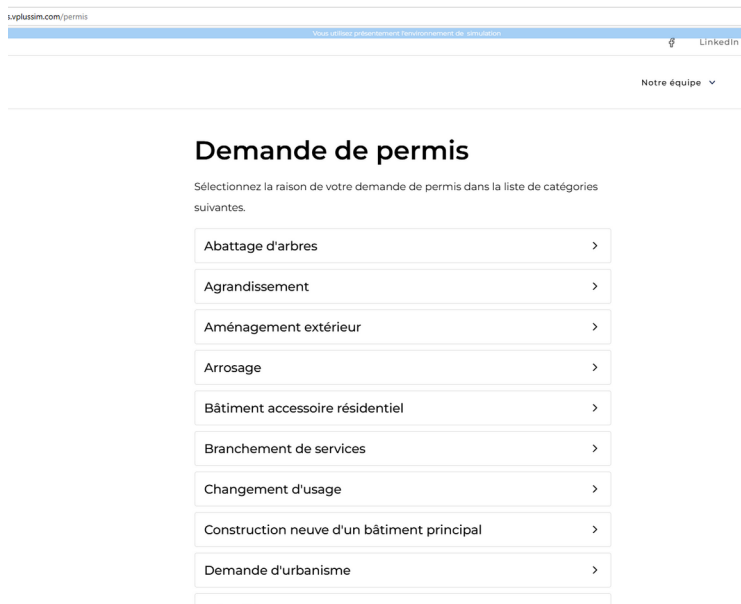 s.vplussim.com/permis
Vous utilisez présentement l'environnement de simulation
LinkedIn
Notre équipe
Demande de permis
Sélectionnez la raison de votre demande de permis dans la liste de catégories
suivantes.
Abattage d'arbres
Agrandissement
Aménagement extérieur
Arrosage
Bâtiment accessoire résidentiel
Branchement de services
Changement d'usage
Construction neuve d'un bâtiment principal
Demande d'urbanisme